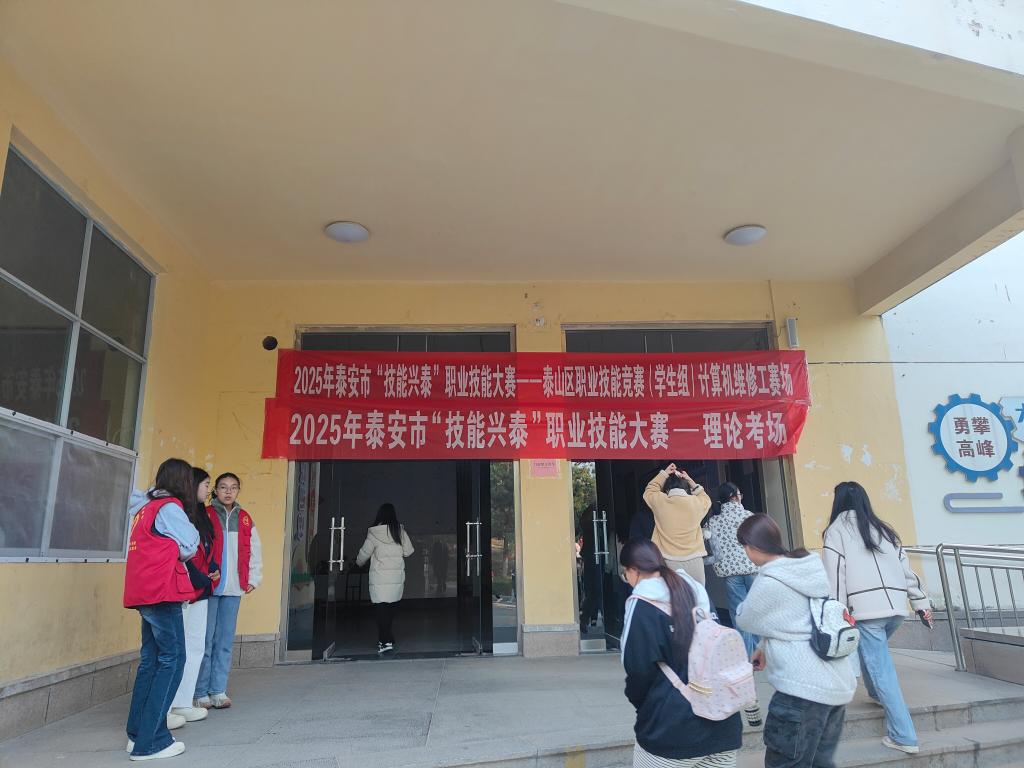 2025年泰安市“技能兴泰”职业技能大赛——泰山区职业技能竞赛(学生组)计算机维修工赛场
2025年泰安市“技能兴泰”职业技能大赛—理论考场
勇攀
高峰